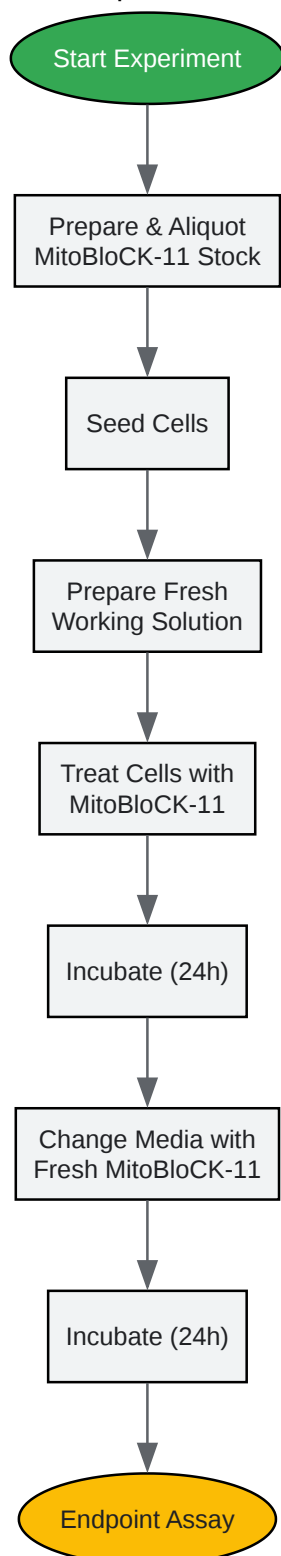 Start Experiment
Prepare & Aliquot
MitoBloCK-11 Stock
Seed Cells
Prepare Fresh
Working Solution
Treat Cells with
MitoBloCK-11
Incubate (24h)
Change Media with
Fresh MitoBloCK-11
Incubate (24h)
Endpoint Assay